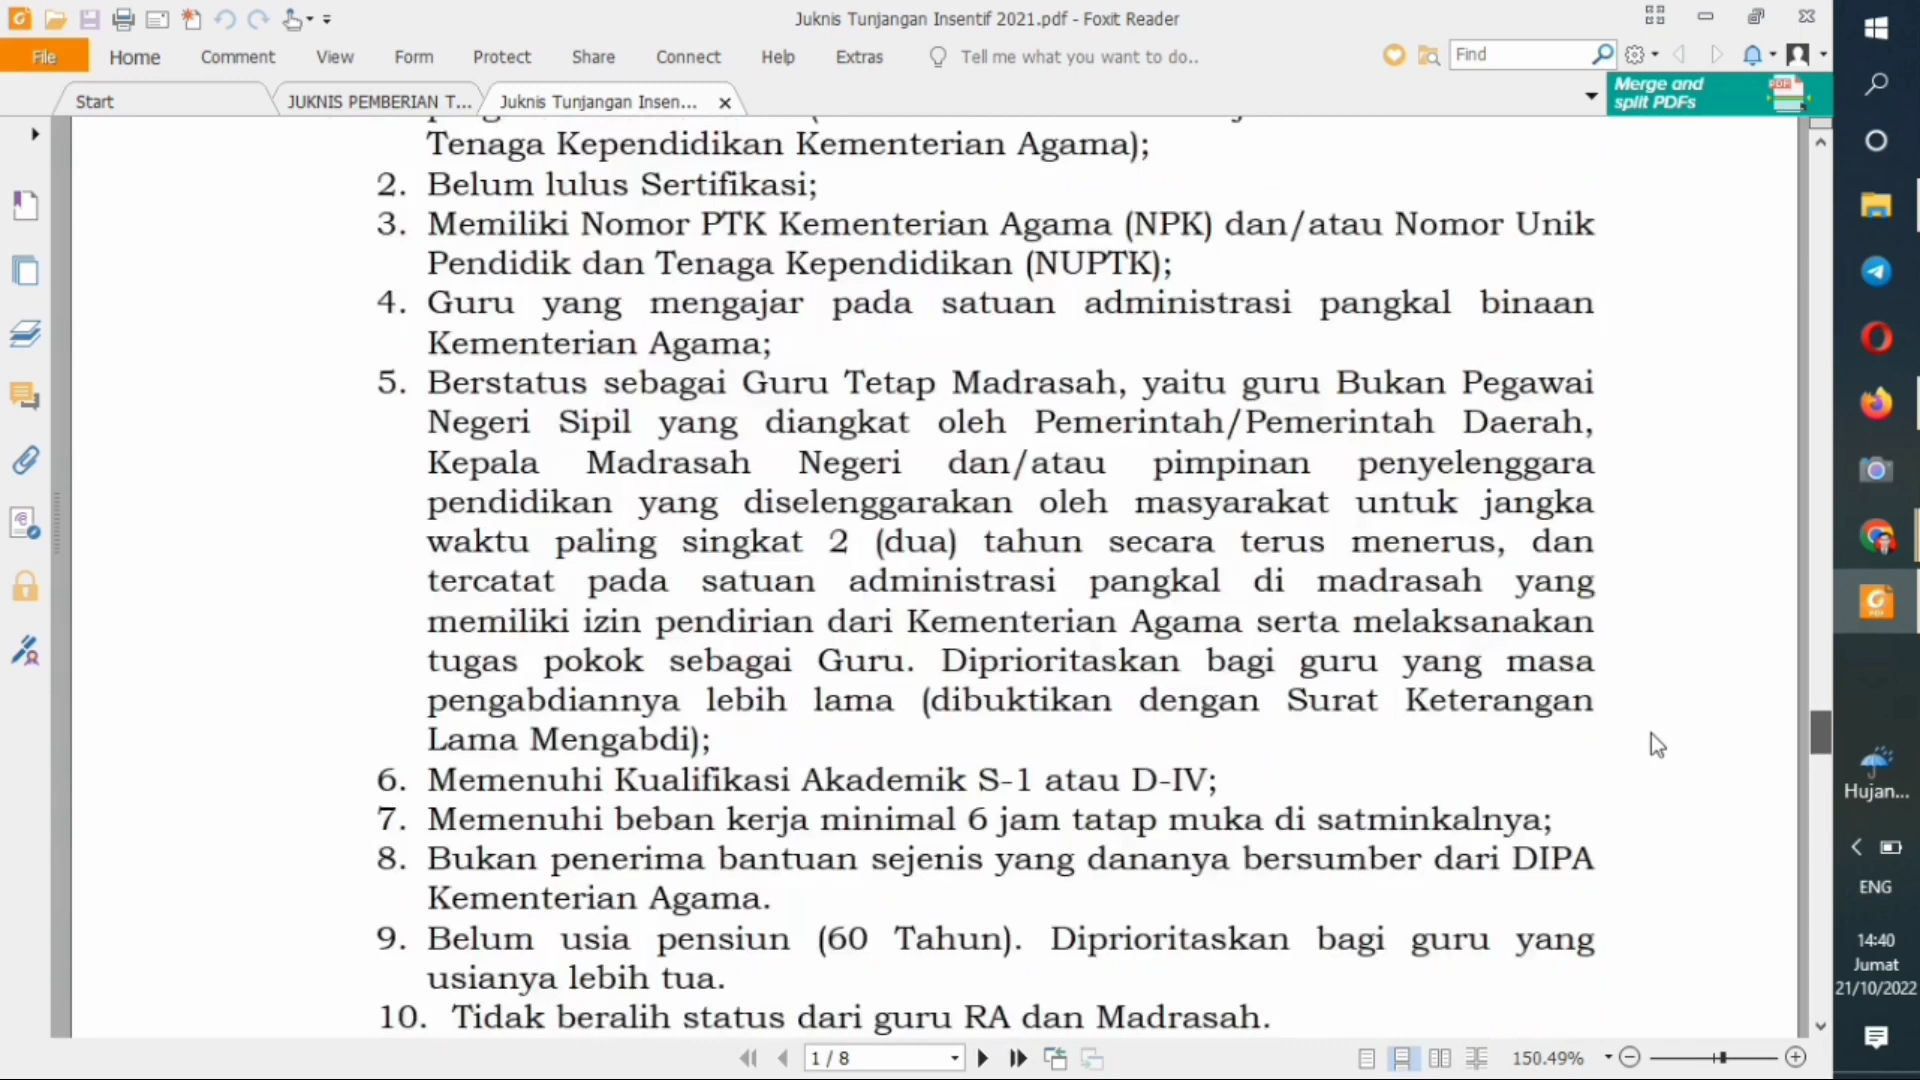 Juknis Tunjangan Insentif 2021.pdf - Foxit Reader
File Home Comment View Form Protect Share Connect Help Extras Tell me what you want to do.. Find
Start JUKNIS PEMBERIAN T... Juknis Tunjangan Insen...
Merge and
split PDFs
PDF
Tenaga Kependidikan Kementerian Agama);
2. Belum lulus Sertifikasi;
3. Memiliki Nomor PTK Kementerian Agama (NPK) dan/atau Nomor Unik
Pendidik dan Tenaga Kependidikan (NUPTK);
4. Guru yang mengajar pada satuan administrasi pangkal binaan
Kementerian Agama;
5. Berstatus sebagai Guru Tetap Madrasah, yaitu guru Bukan Pegawai
Negeri Sipil yang diangkat oleh Pemerintah/Pemerintah Daerah,
Kepala Madrasah Negeri dan/atau pimpinan penyelenggara
pendidikan yang diselenggarakan oleh masyarakat untuk jangka
waktu paling singkat 2 (dua) tahun secara terus menerus, dan
tercatat pada satuan administrasi pangkal di madrasah yang
memiliki izin pendirian dari Kementerian Agama serta melaksanakan
tugas pokok sebagai Guru. Diprioritaskan bagi guru yang masa
pengabdiannya lebih lama (dibuktikan dengan Surat Keterangan
Lama Mengabdi);
6. Memenuhi Kualifikasi Akademik S-1 atau D-IV;
7. Memenuhi beban kerja minimal 6 jam tatap muka di satminkalnya;
8. Bukan penerima bantuan sejenis yang dananya bersumber dari DIPA
Kementerian Agama.
9. Belum usia pensiun (60 Tahun). Diprioritaskan bagi guru yang
usianya lebih tua.
10. Tidak beralih status dari guru RA dan Madrasah.
1 / 8
150.49%
Hujan...
ENG
14:40
Jumat
21/10/2022